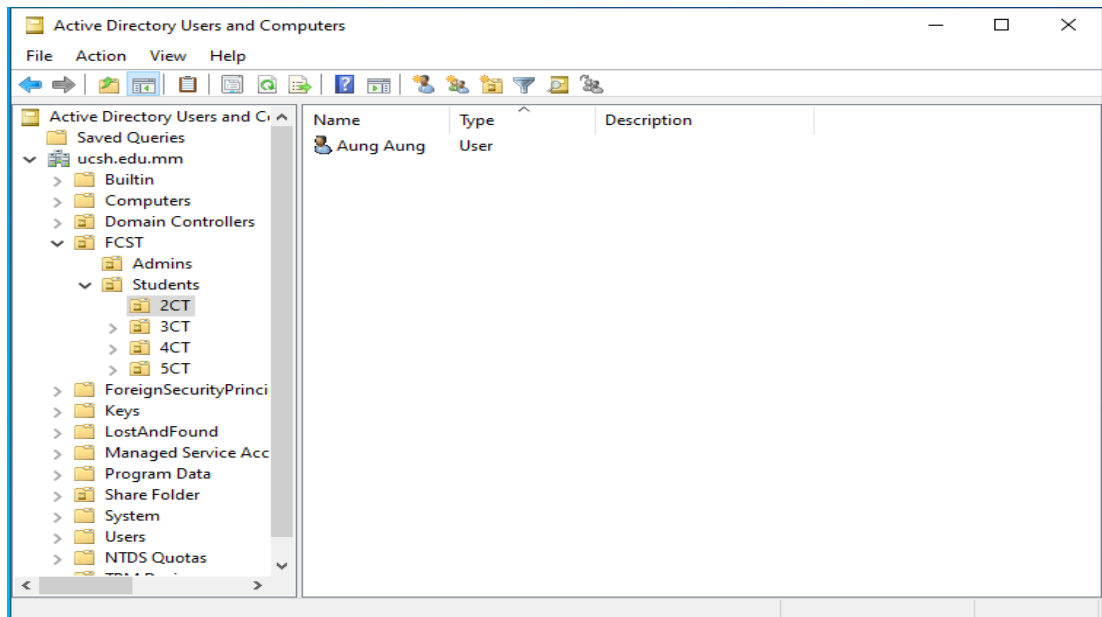 Active Directory Users and Computers
File Action View Help
Active Directory Users and C
Saved Queries
ucsh.edu.mm
Builtin
Computers
Domain Controllers
FCST
Admins
Students
2CT
3CT
4CT
5CT
ForeignSecurityPrinci
Keys
LostAndFound
Managed Service Acc
Program Data
Share Folder
System
Users
NTDS Quotas
Name Type Description
Aung Aung User